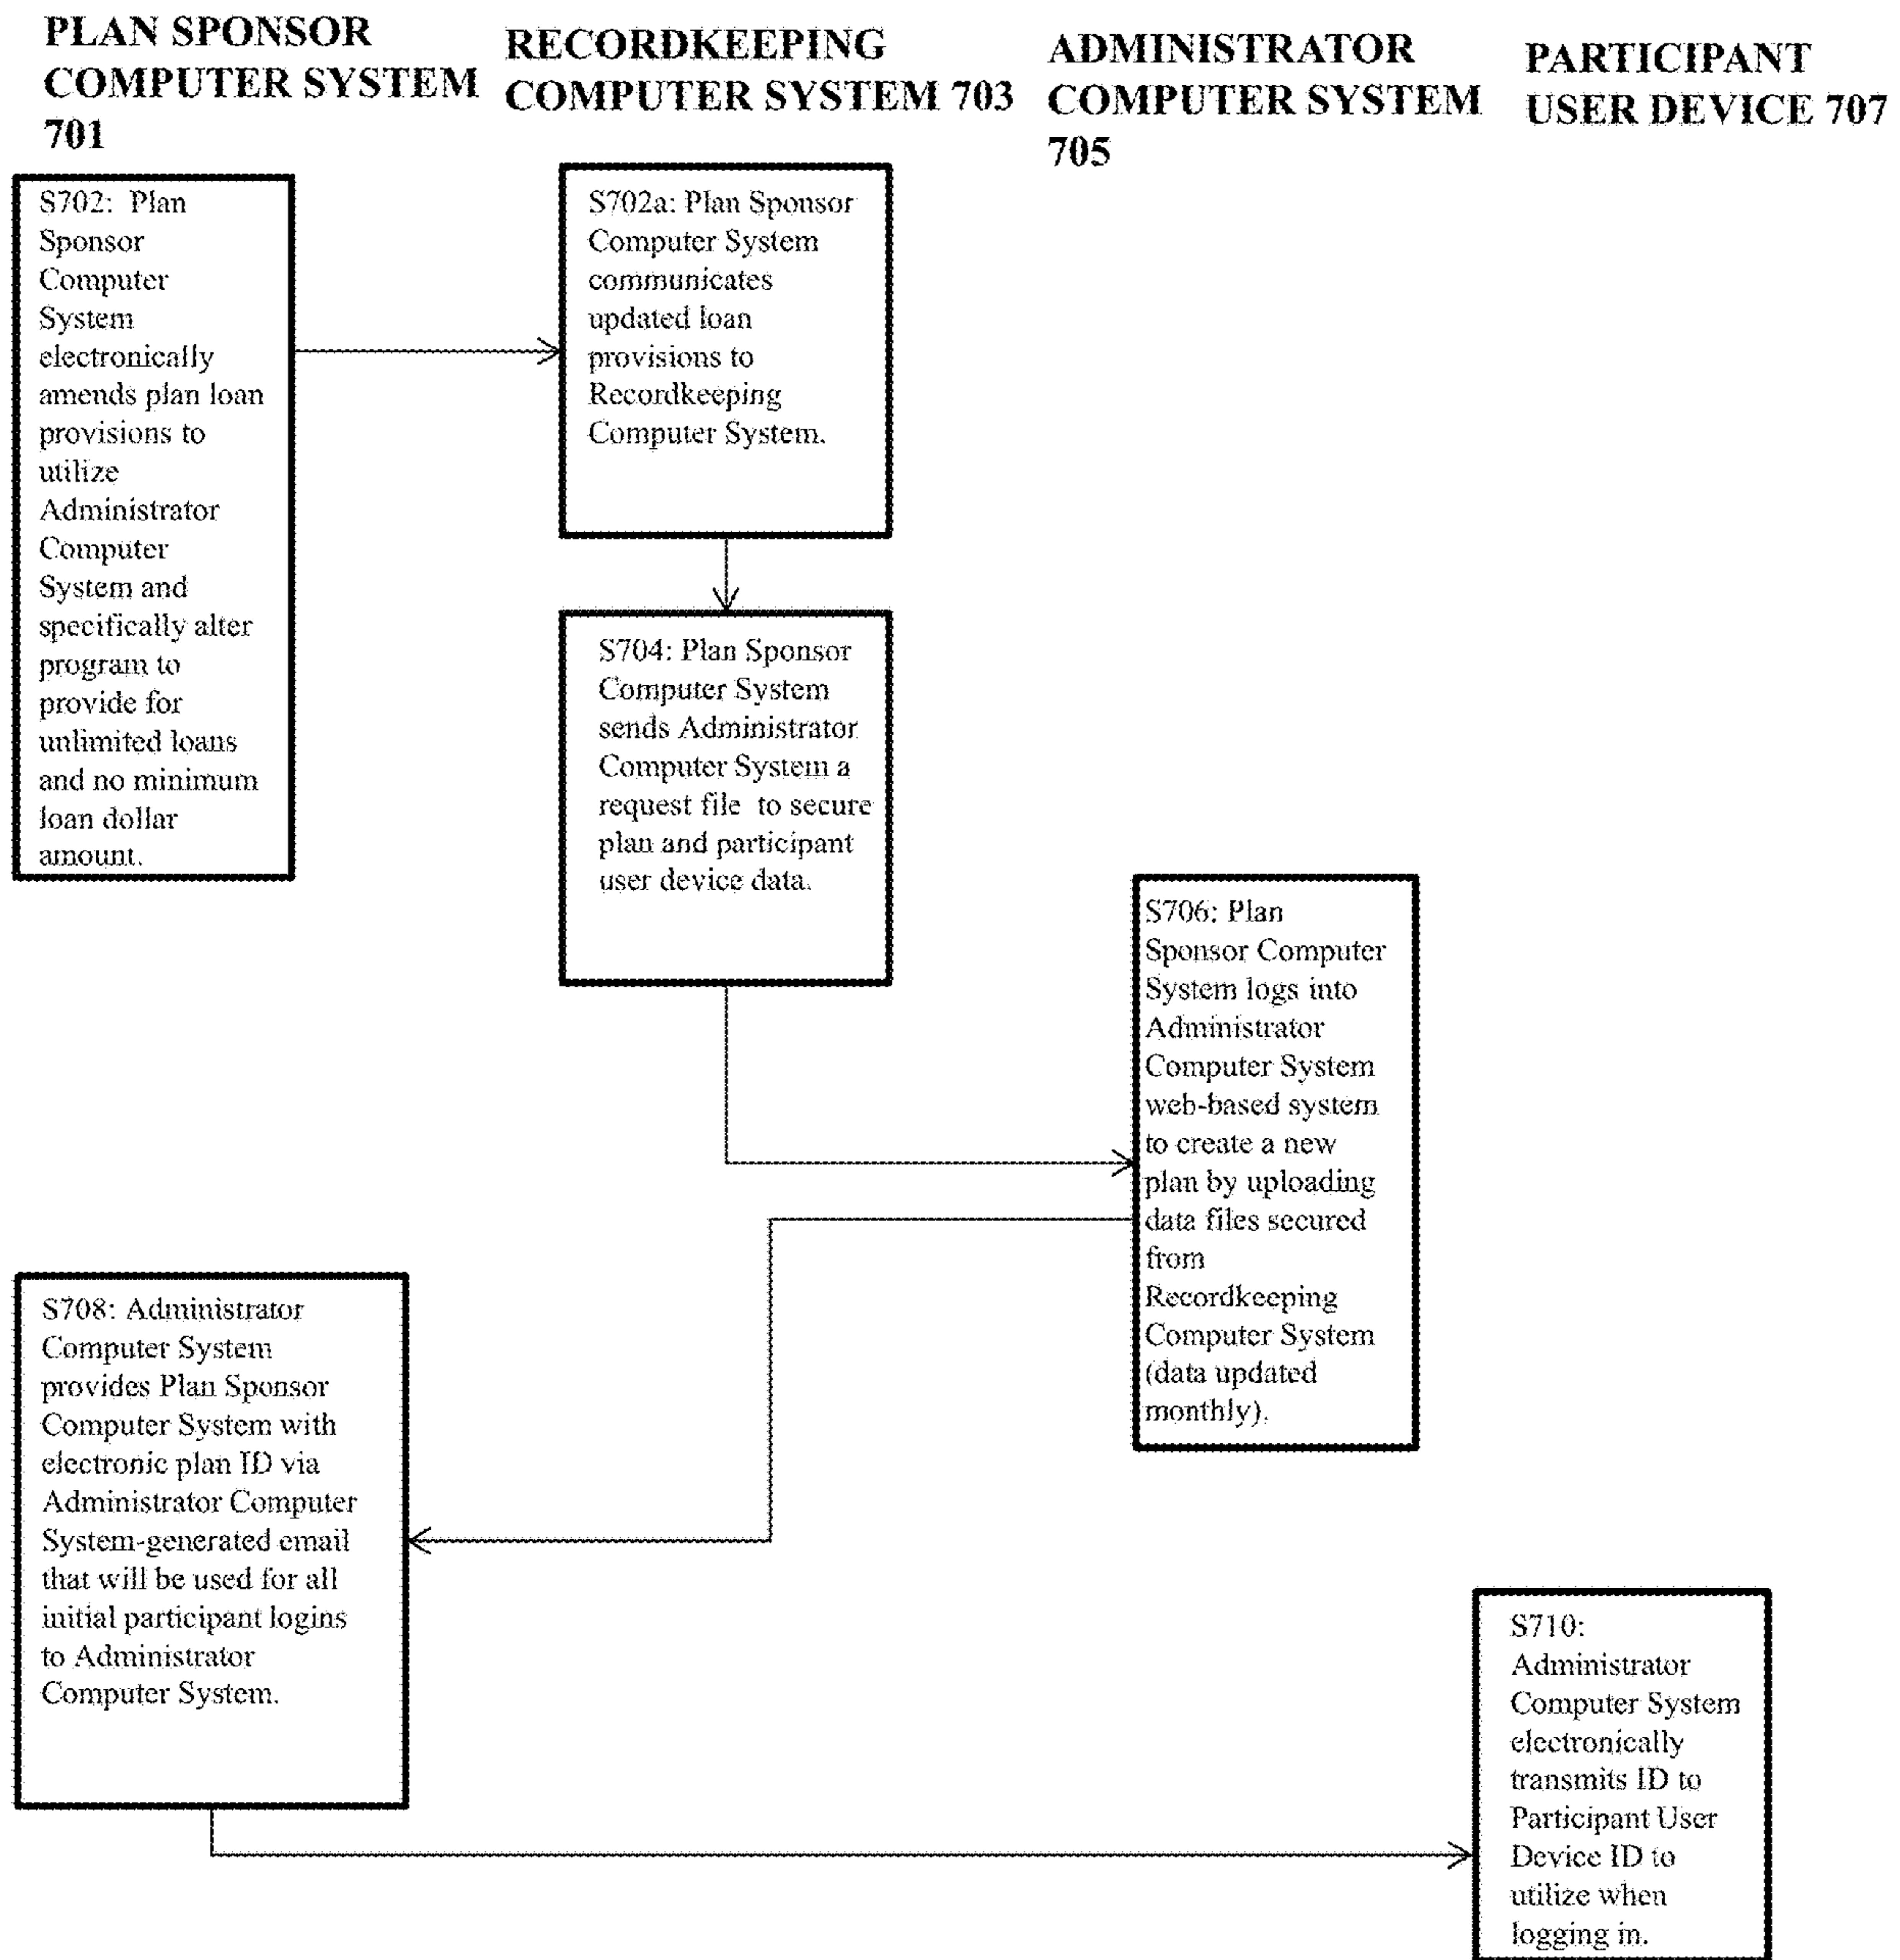 PLAN SPONSOR
COMPUTER SYSTEM
701
RECORDKEEPING
COMPUTER SYSTEM 703
ADMINISTRATOR
COMPUTER SYSTEM
705
PARTICIPANT
USER DEVICE 707
S702: Plan
Sponsor
Computer
System
electronically
amends plan loan
provisions to
utilize
Administrator
Computer
System and
specifically alter
program to
provide for
unlimited loans
and no minimum
loan dollar
amount.
S702a: Plan Sponsor
Computer System
communicates
updated loan
provisions to
Recordkeeping
Computer System.
S704: Plan Sponsor
Computer System
sends Administrator
Computer System a
request file to secure
plan and participant
user device data.
S706: Plan
Sponsor Computer
System logs into
Administrator
Computer System
web-based system
to create a new
plan by uploading
data files secured
from
Recordkeeping
Computer System
(data updated
monthly).
S708: Administrator
Computer System
provides Plan Sponsor
Computer System with
electronic plan ID via
Administrator Computer
System-generated email
that will be used for all
initial participant logins
to Administrator
Computer System.
S710:
Administrator
Computer System
electronically
transmits ID to
Participant User
Device ID to
utilize when
logging in.